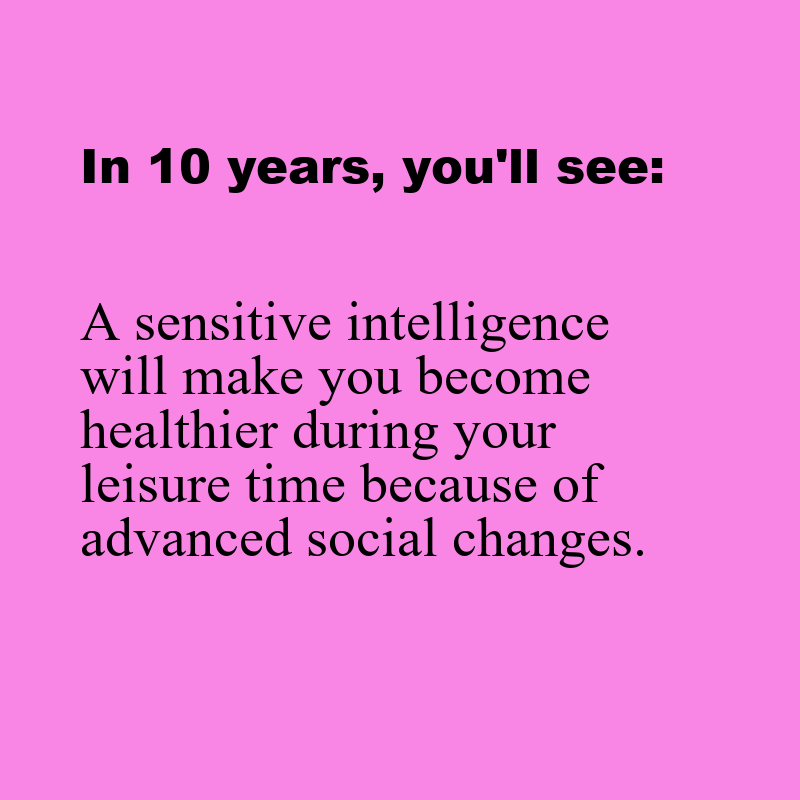 In 10 years, you'll see:
A sensitive intelligence
will make you become
healthier during your
leisure time because of
advanced social changes.